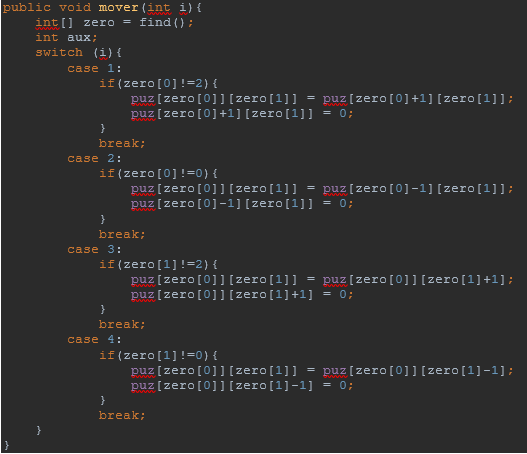 public void mover(int i){
    int[] zero = find();
    int aux;
    switch (i){
        case 1:
            if(zero[0]!=2){
                puz[zero[0]][zero[1]] = puz[zero[0]+1][zero[1]];
                puz[zero[0]+1][zero[1]] = 0;
            }
            break;
        case 2:
            if(zero[0]!=0){
                puz[zero[0]][zero[1]] = puz[zero[0]-1][zero[1]];
                puz[zero[0]-1][zero[1]] = 0;
            }
            break;
        case 3:
            if(zero[1]!=2){
                puz[zero[0]][zero[1]] = puz[zero[0]][zero[1]+1];
                puz[zero[0]][zero[1]+1] = 0;
            }
            break;
        case 4:
            if(zero[1]!=0){
                puz[zero[0]][zero[1]] = puz[zero[0]][zero[1]-1];
                puz[zero[0]][zero[1]-1] = 0;
            }
            break;
    }
}